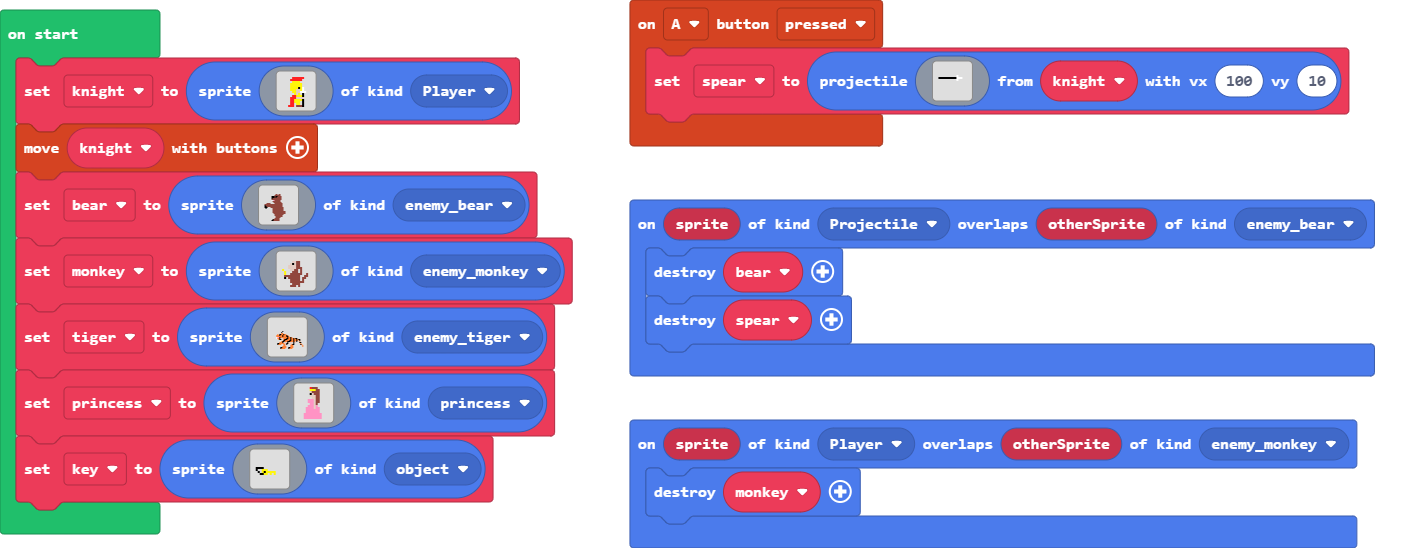 on start
set knight to sprite of kind Player
move knight with buttons
set bear to sprite of kind enemy_bear
set monkey to sprite of kind enemy_monkey
set tiger to sprite of kind enemy_tiger
set princess to sprite of kind princess
set key to sprite of kind object
on A button pressed
set spear to projectile from knight with vx 100 vy 10
on sprite of kind Projectile overlaps otherSprite of kind enemy_bear
destroy bear
destroy spear
on sprite of kind Player overlaps otherSprite of kind enemy_monkey
destroy monkey